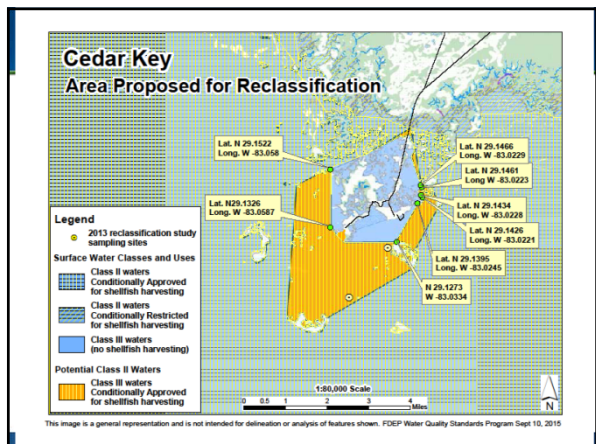 Cedar Key
Area Proposed for Reclassification
Lat. N 29.1522
Long. W -83.058
Lat. N29.1326
Long. W -83.0587
Lat. N 29.1466
Long. W -83.0229
Lat. N 29.1461
Long. W -83.0223
Lat. N 29.1434
Long. W -83.0228
Lat. N 29.1426
Long. W -83.0221
Lat. N 29.1395
Long. W -83.0245
N 29.1273
W -83.0334
Legend
2013 reclassification study
sampling sites
Surface Water Classes and Uses
Class II waters
Conditionally Approved
for shellfish harvesting
Class II waters
Conditionally Restricted
for shellfish harvesting
Class III waters
(no shellfish harvesting)
Potential Class II Waters
Class III waters
Conditionally Approved
for shellfish harvesting
1:80,000 Scale
0 0.5 1 2 3 4
Miles
N
This image is a general representation and is not intended for delineation or analysis of features shown. FDEP Water Quality Standards Program Sept 10, 2015